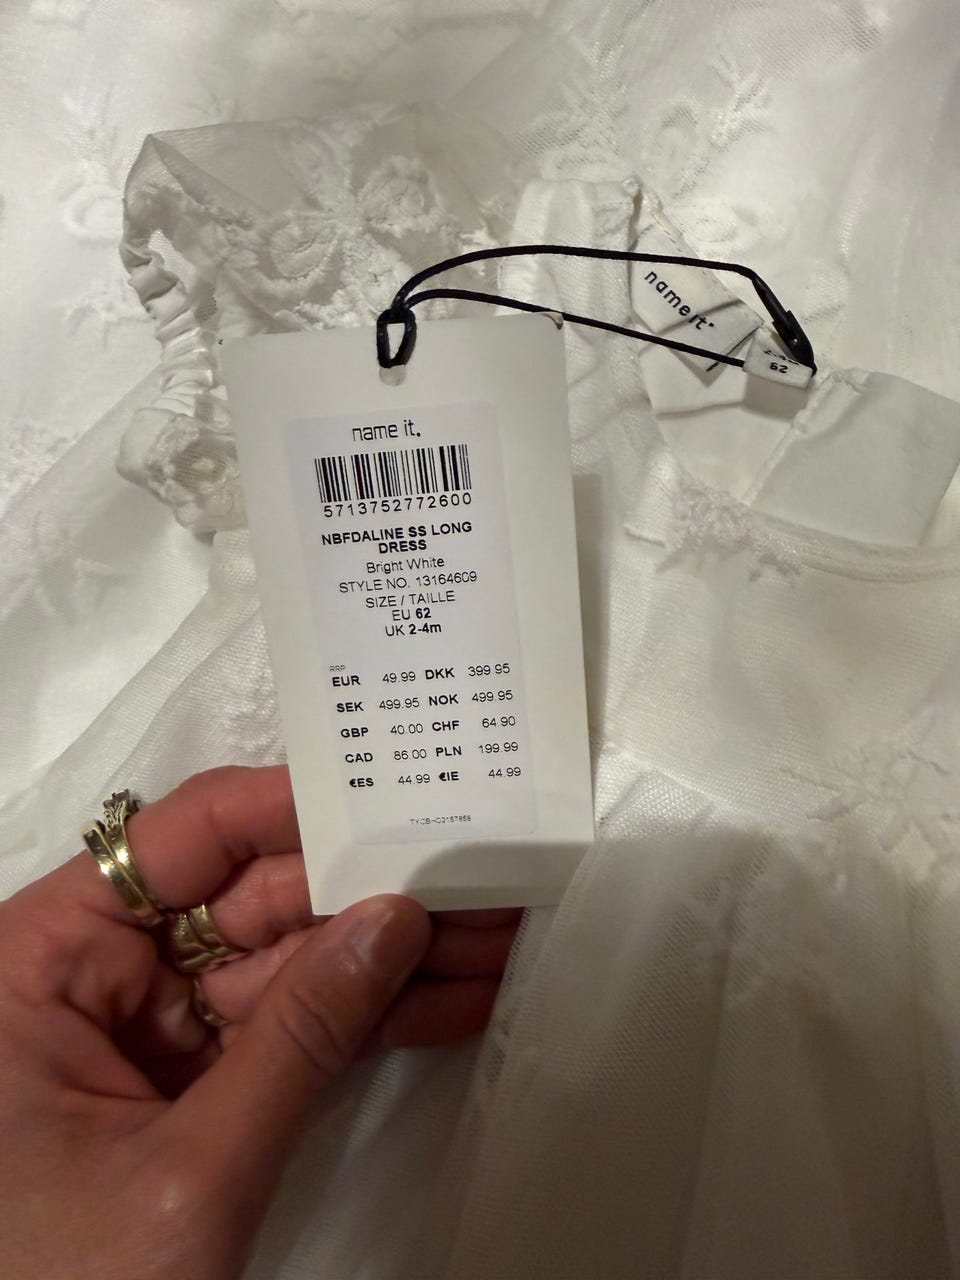 name it.
2-4m
62
name it.
5713752772600
NBFDALINE SS LONG
DRESS
Bright White
STYLE NO. 13164609
SIZE / TAILLE
EU 62
UK 2-4m
RRP
EUR 49.99 DKK 399.95
SEK 499.95 NOK 499.95
GBP 40.00 CHF 64.90
CAD 86.00 PLN 199.99
€ES 44.99 €IE 44.99